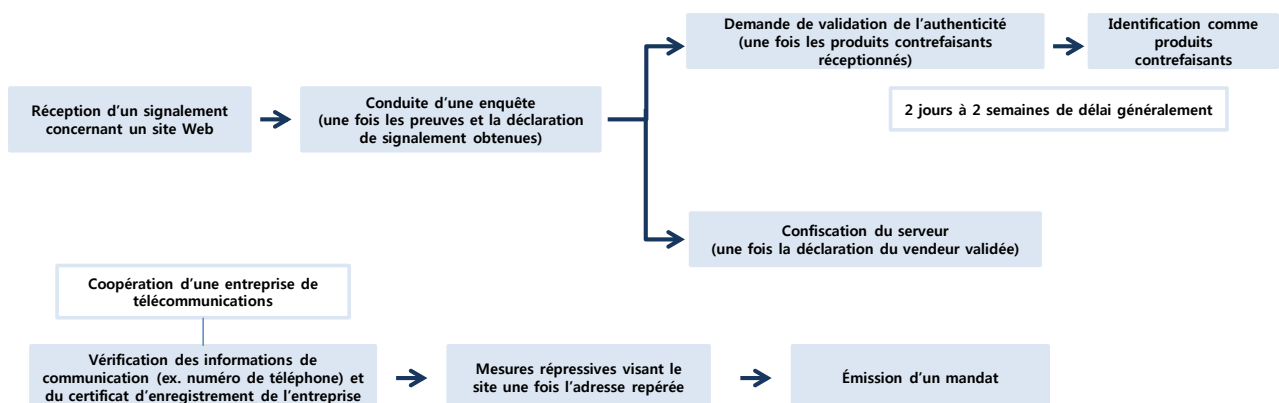 Réception d'un signalement
concernant un site Web
Conduite d'une enquête
(une fois les preuves et la déclaration
de signalement obtenues)
Demande de validation de l'authenticité
(une fois les produits contrefaisants
réceptionnés)
Identification comme
produits
contrefaisants
2 jours à 2 semaines de délai généralement
Confiscation du serveur
(une fois la déclaration du vendeur validée)
Coopération d'une entreprise de
télécommunications
Vérification des informations de
communication (ex. numéro de téléphone) et
du certificat d'enregistrement de l'entreprise
Mesures répressives visant le
site une fois l'adresse repérée
Émission d'un mandat